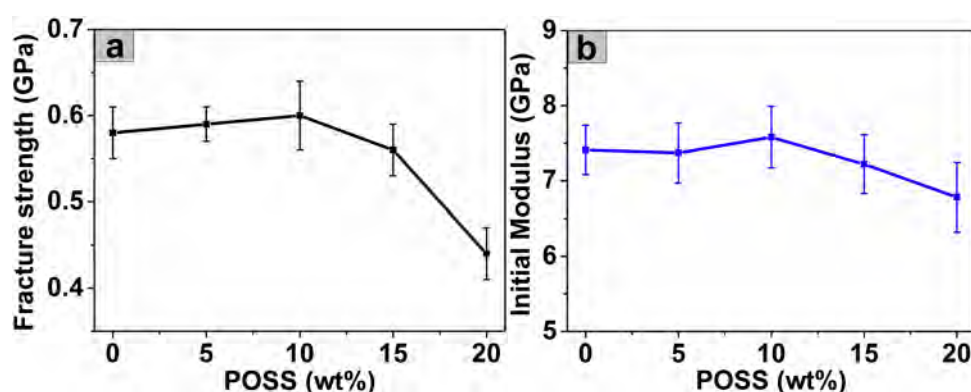 a
Fracture strength (GPa)
0.7
0.6
0.5
0.4
0 5 10 15 20
POSS (wt%)
b
Initial Modulus (GPa)
9
8
7
6
5
0 5 10 15 20
POSS (wt%)